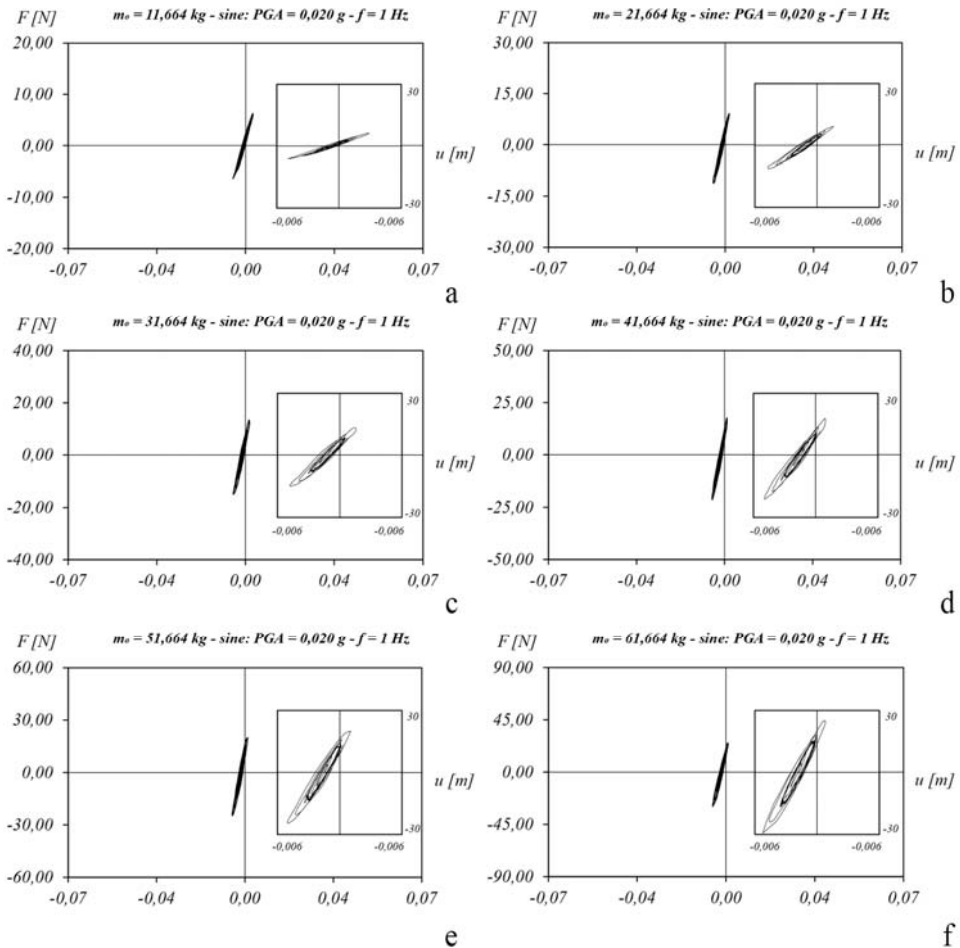 F [N] mₒ = 11,664 kg - sine: PGA = 0,020 g - f = 1 Hz
20,00
10,00
0,00
-10,00
-20,00
30
-30
-0,006 -0,006
u [m]
-0,07 -0,04 0,00 0,04 0,07
a
F [N] mₒ = 21,664 kg - sine: PGA = 0,020 g - f = 1 Hz
30,00
15,00
0,00
-15,00
-30,00
30
-30
-0,006 -0,006
u [m]
-0,07 -0,04 0,00 0,04 0,07
b
F [N] mₒ = 31,664 kg - sine: PGA = 0,020 g - f = 1 Hz
40,00
20,00
0,00
-20,00
-40,00
30
-30
-0,006 -0,006
u [m]
-0,07 -0,04 0,00 0,04 0,07
c
F [N] mₒ = 41,664 kg - sine: PGA = 0,020 g - f = 1 Hz
50,00
25,00
0,00
-25,00
-50,00
30
-30
-0,006 -0,006
u [m]
-0,07 -0,04 0,00 0,04 0,07
d
F [N] mₒ = 51,664 kg - sine: PGA = 0,020 g - f = 1 Hz
60,00
30,00
0,00
-30,00
-60,00
30
-30
-0,006 -0,006
u [m]
-0,07 -0,04 0,00 0,04 0,07
e
F [N] mₒ = 61,664 kg - sine: PGA = 0,020 g - f = 1 Hz
90,00
45,00
0,00
-45,00
-90,00
30
-30
-0,006 -0,006
u [m]
-0,07 -0,04 0,00 0,04 0,07
f